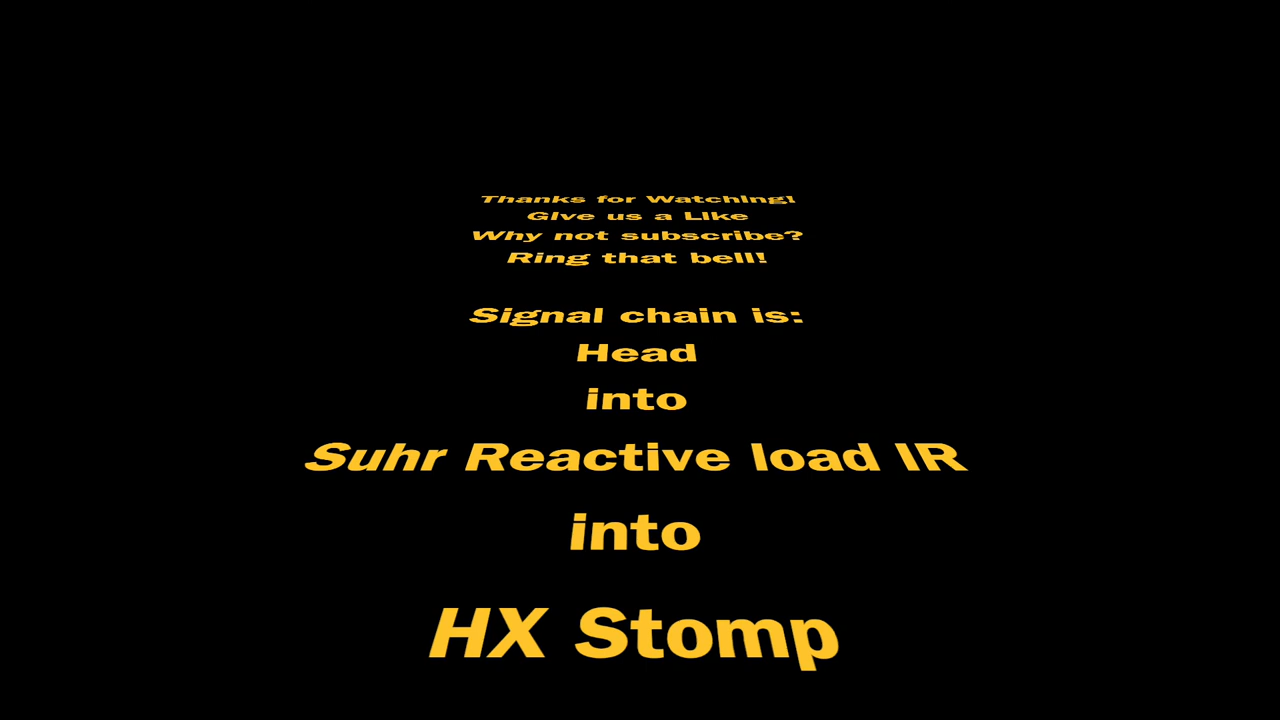 Thanks for Watching!
Give us a Like
Why not subscribe?
Ring that bell!
Signal chain is:
Head
into
Suhr Reactive load IR
into
HX Stomp